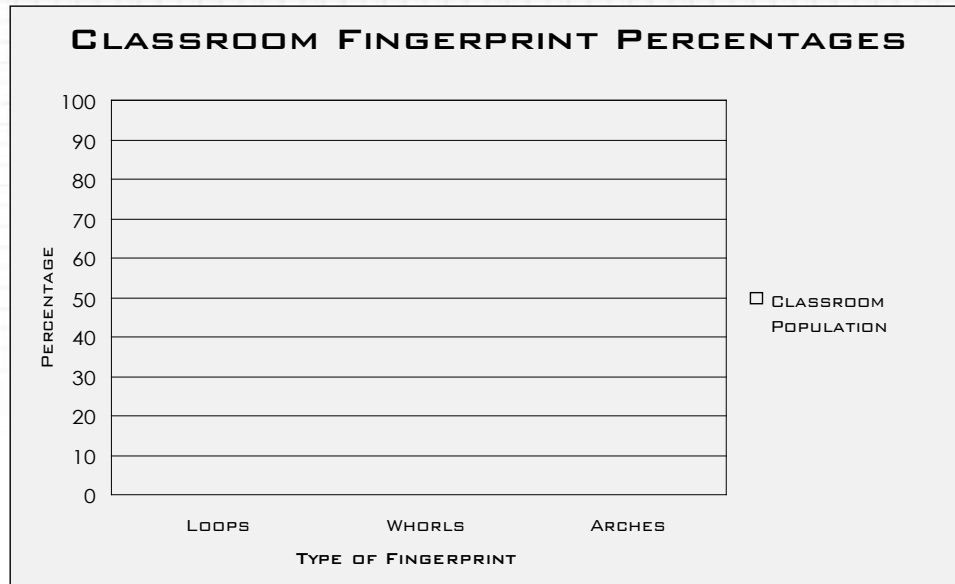 Classroom Fingerprint Percentages
100
90
80
70
60
50
40
30
20
10
0
Percentage
Loops Whorls Arches
Type of Fingerprint
Classroom
Population